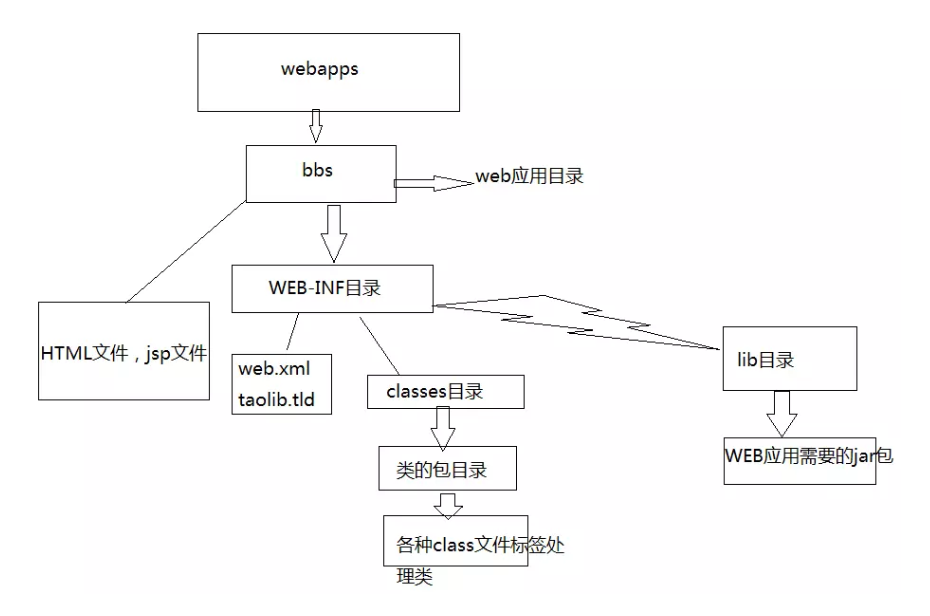 webapps
bbs
web应用目录
WEB-INF目录
HTML文件，jsp文件
web.xml
taolib.tld
classes目录
lib目录
类的包目录
WEB应用需要的jar包
各种class文件标签处
理类